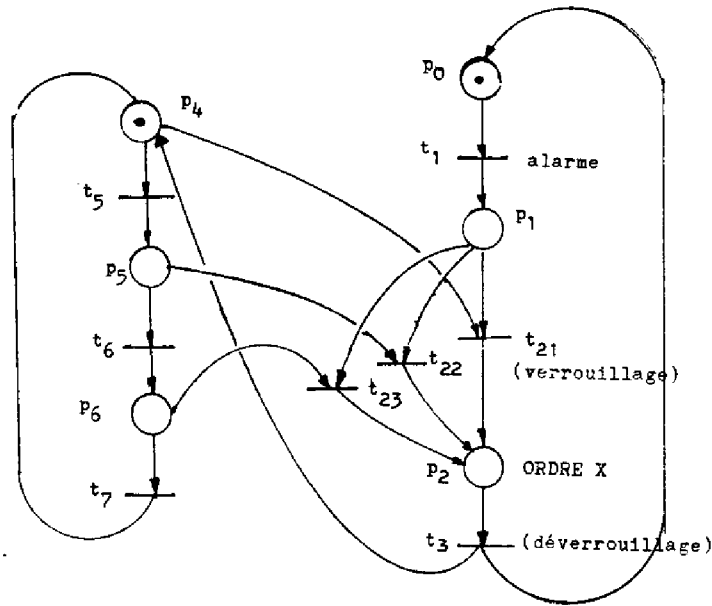 p0
p4
t1 alarme
t5
p1
p5
t6
t21
t22
(verrouillage)
t23
p6
p2 ORDRE X
t7
t3 (déverrouillage)